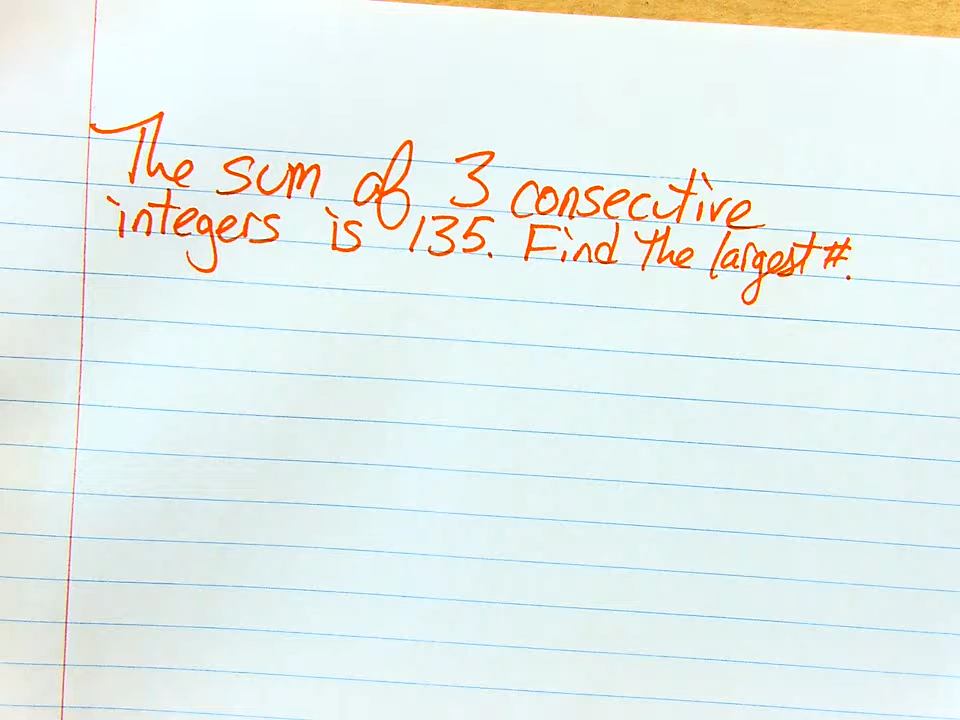 The sum of 3 consecutive
integers is 135. Find the largest #.